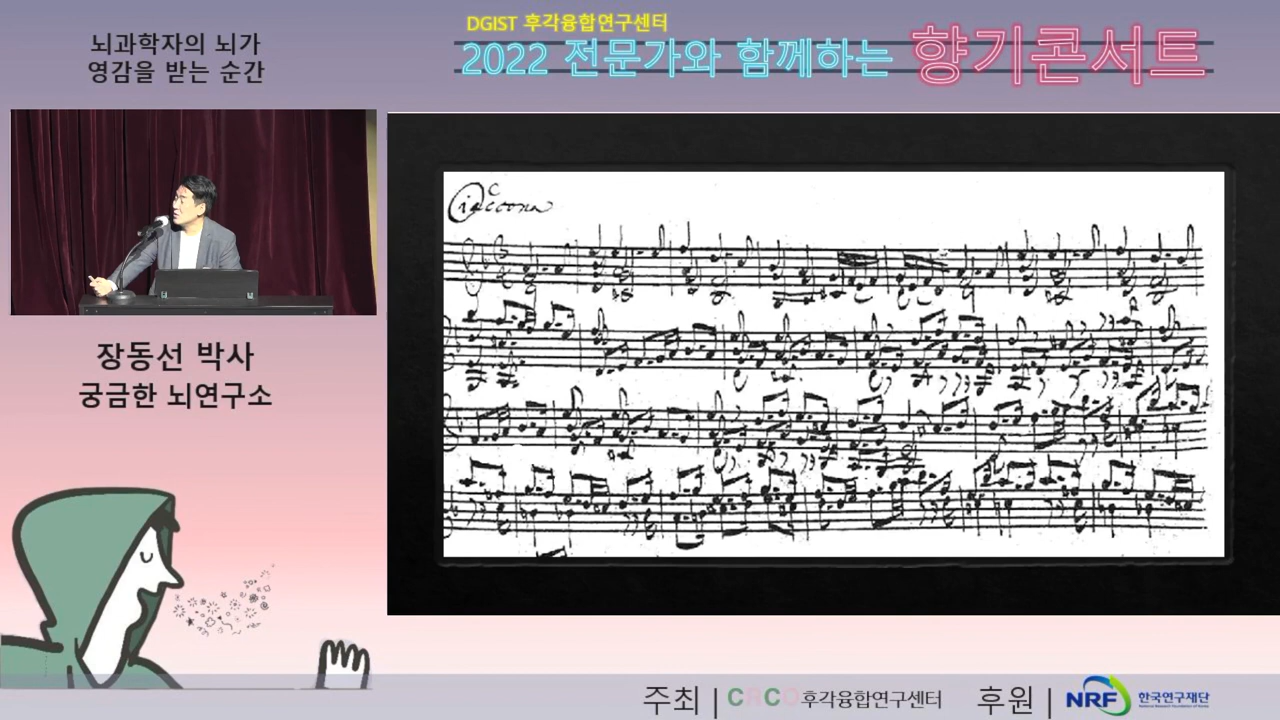 뇌과학자의 뇌가
영감을 받는 순간
DGIST 후각융합연구센터
2022 전문가와 함께하는 향기콘서트
Ciaccona
장동선 박사
궁금한 뇌연구소
주최 | CRCO 후각융합연구센터 후원 | NRF 한국연구재단